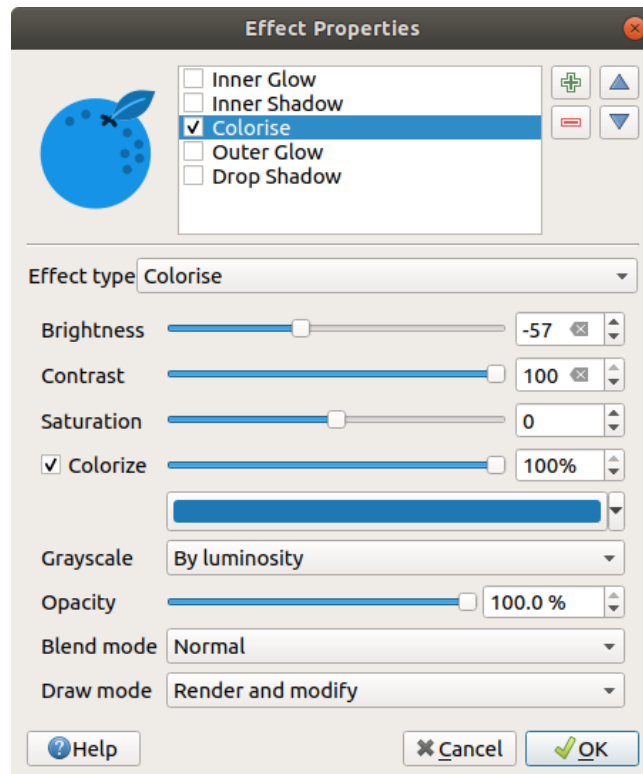 Effect Properties
Inner Glow
Inner Shadow
Colorise
Outer Glow
Drop Shadow
Effect type Colorise
Brightness -57
Contrast 100
Saturation 0
Colorize 100%
Grayscale By luminosity
Opacity 100.0 %
Blend mode Normal
Draw mode Render and modify
Help Cancel OK